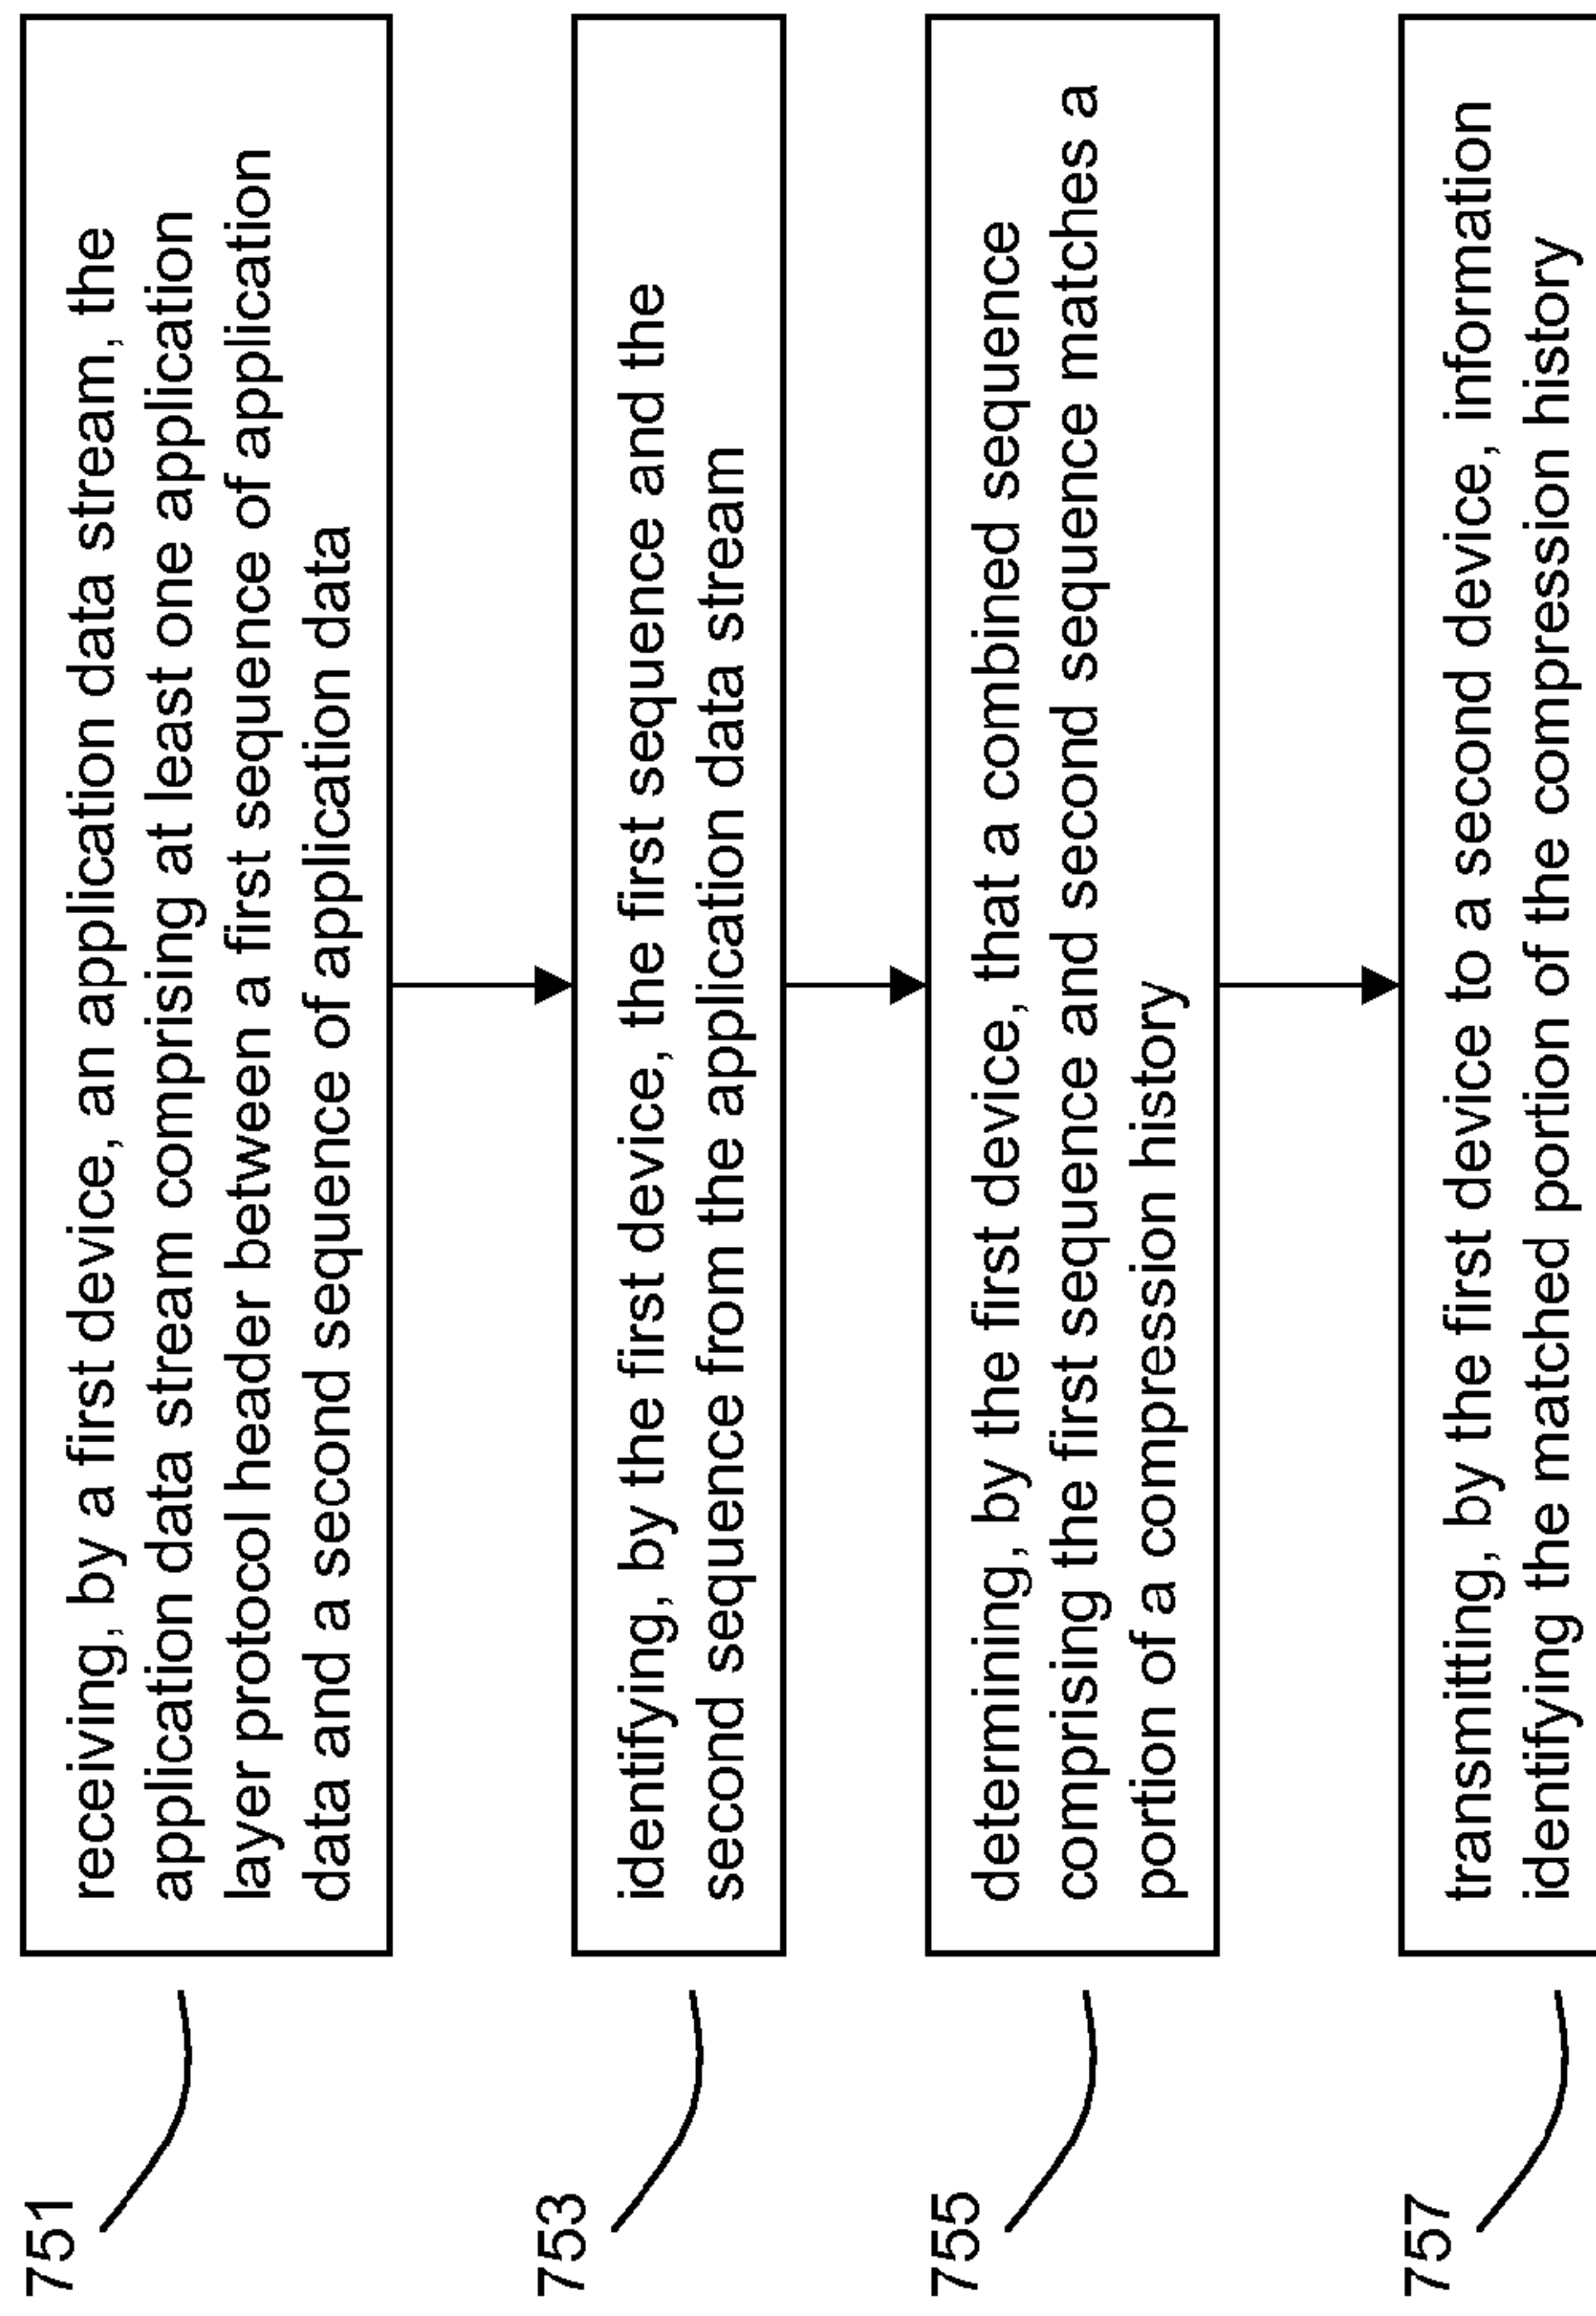 751
receiving, by a first device, an application data stream, the
application data stream comprising at least one application
layer protocol header between a first sequence of application
data and a second sequence of application data
753
identifying, by the first device, the first sequence and the
second sequence from the application data stream
755
determining, by the first device, that a combined sequence
comprising the first sequence and second sequence matches a
portion of a compression history
757
transmitting, by the first device to a second device, information
identifying the matched portion of the compression history